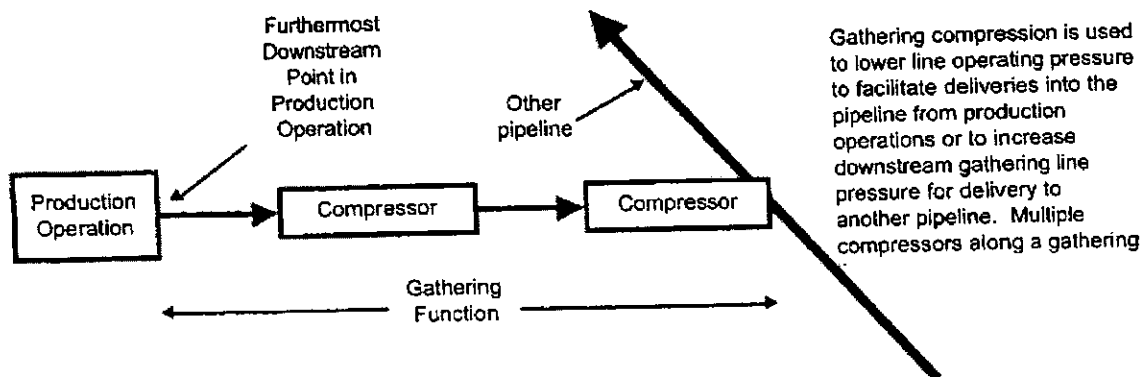 Furthermost
Downstream
Point in
Production
Operation
Other
pipeline
Gathering compression is used
to lower line operating pressure
to facilitate deliveries into the
pipeline from production
operations or to increase
downstream gathering line
pressure for delivery to
another pipeline. Multiple
compressors along a gathering
Production
Operation
Compressor
Compressor
Gathering
Function